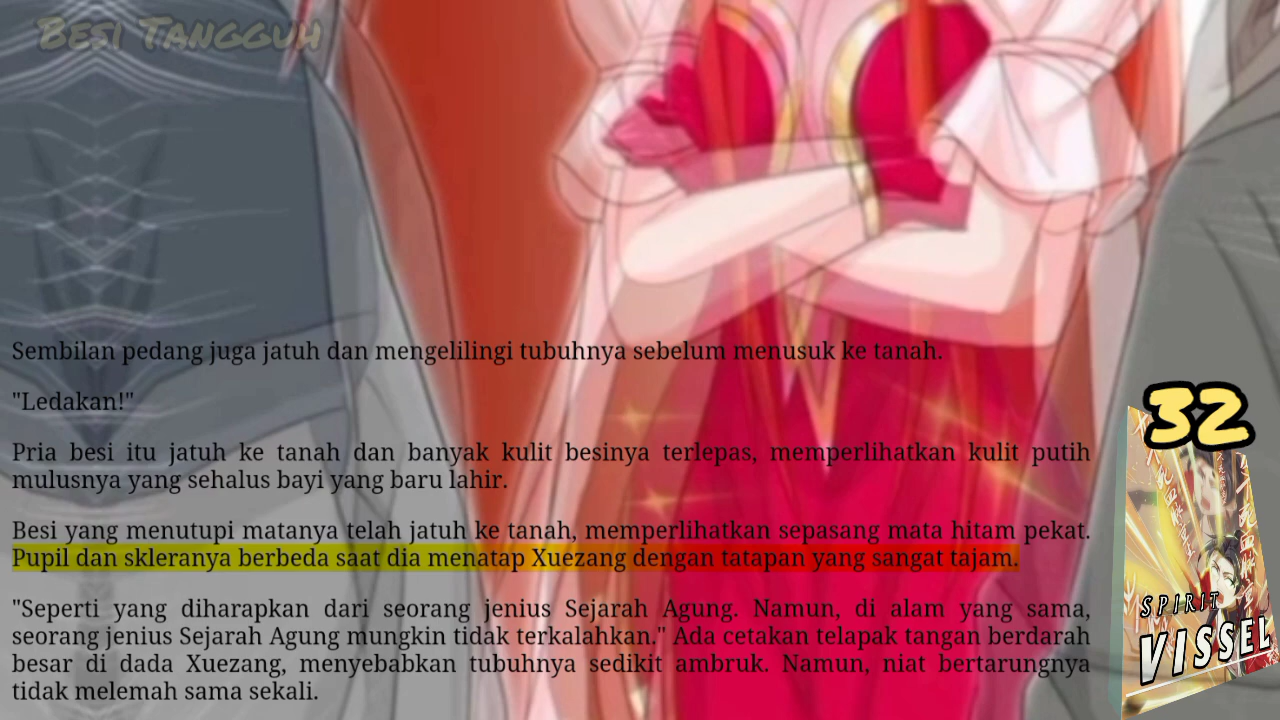 Besi Tangguh
Sembilan pedang juga jatuh dan mengelilingi tubuhnya sebelum menusuk ke tanah.
"Ledakan!"
Pria besi itu jatuh ke tanah dan banyak kulit besinya terlepas, memperlihatkan kulit putih
mulusnya yang sehalus bayi yang baru lahir.
Besi yang menutupi matanya telah jatuh ke tanah, memperlihatkan sepasang mata hitam pekat.
Pupil dan skleranya berbeda saat dia menatap Xuezang dengan tatapan yang sangat tajam.
"Seperti yang diharapkan dari seorang jenius Sejarah Agung. Namun, di alam yang sama,
seorang jenius Sejarah Agung mungkin tidak terkalahkan." Ada cetakan telapak tangan berdarah
besar di dada Xuezang, menyebabkan tubuhnya sedikit ambruk. Namun, niat bertarungnya
tidak melemah sama sekali.
32
SPIRIT
VISSEL